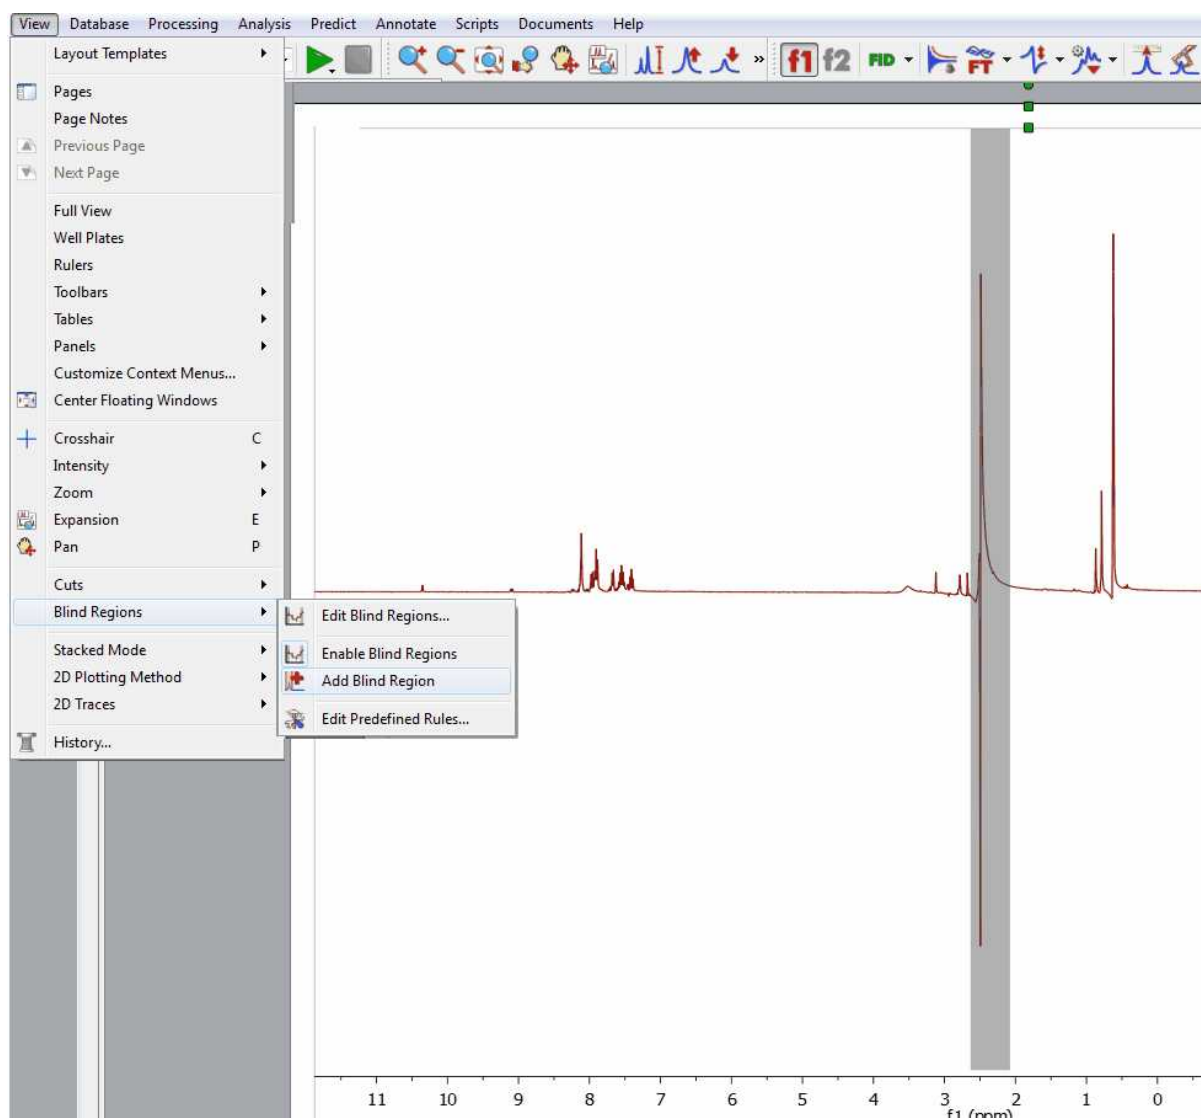 View Database Processing Analysis Predict Annotate Scripts Documents Help
Layout Templates
f1 f2 FID FT
Pages
Page Notes
Previous Page
Next Page
Full View
Well Plates
Rulers
Toolbars
Tables
Panels
Customize Context Menus...
Center Floating Windows
Crosshair C
Intensity
Zoom
Expansion E
Pan P
Cuts
Blind Regions
Edit Blind Regions...
Stacked Mode
Enable Blind Regions
2D Plotting Method
Add Blind Region
2D Traces
Edit Predefined Rules...
History...
11 10 9 8 7 6 5 4 3 2 1 0
f1 (ppm)